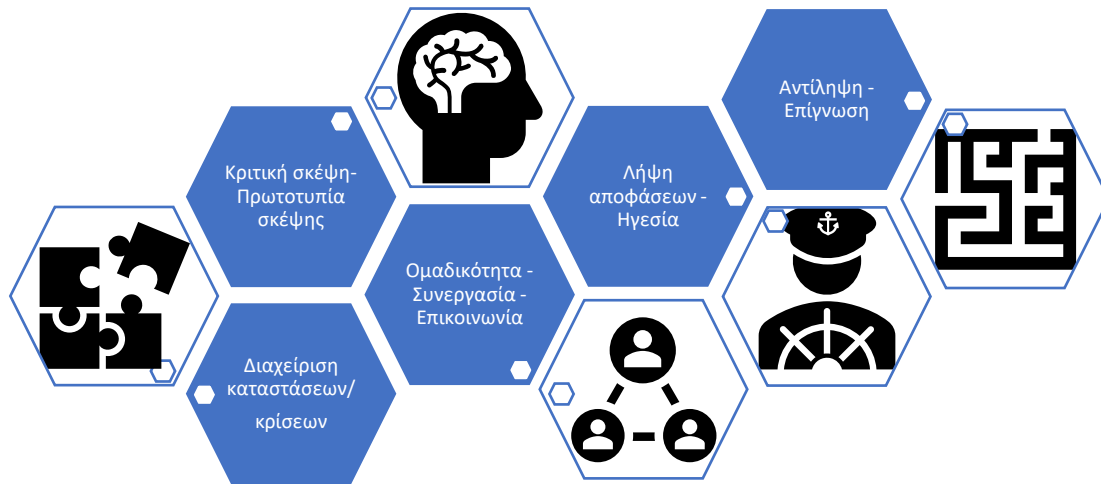 Κριτική σκέψη-
Πρωτοτυπία
σκέψης
Διαχείριση
καταστάσεων/
κρίσεων
Ομαδικότητα -
Συνεργασία -
Επικοινωνία
Λήψη
αποφάσεων -
Ηγεσία
Αντίληψη -
Επίγνωση